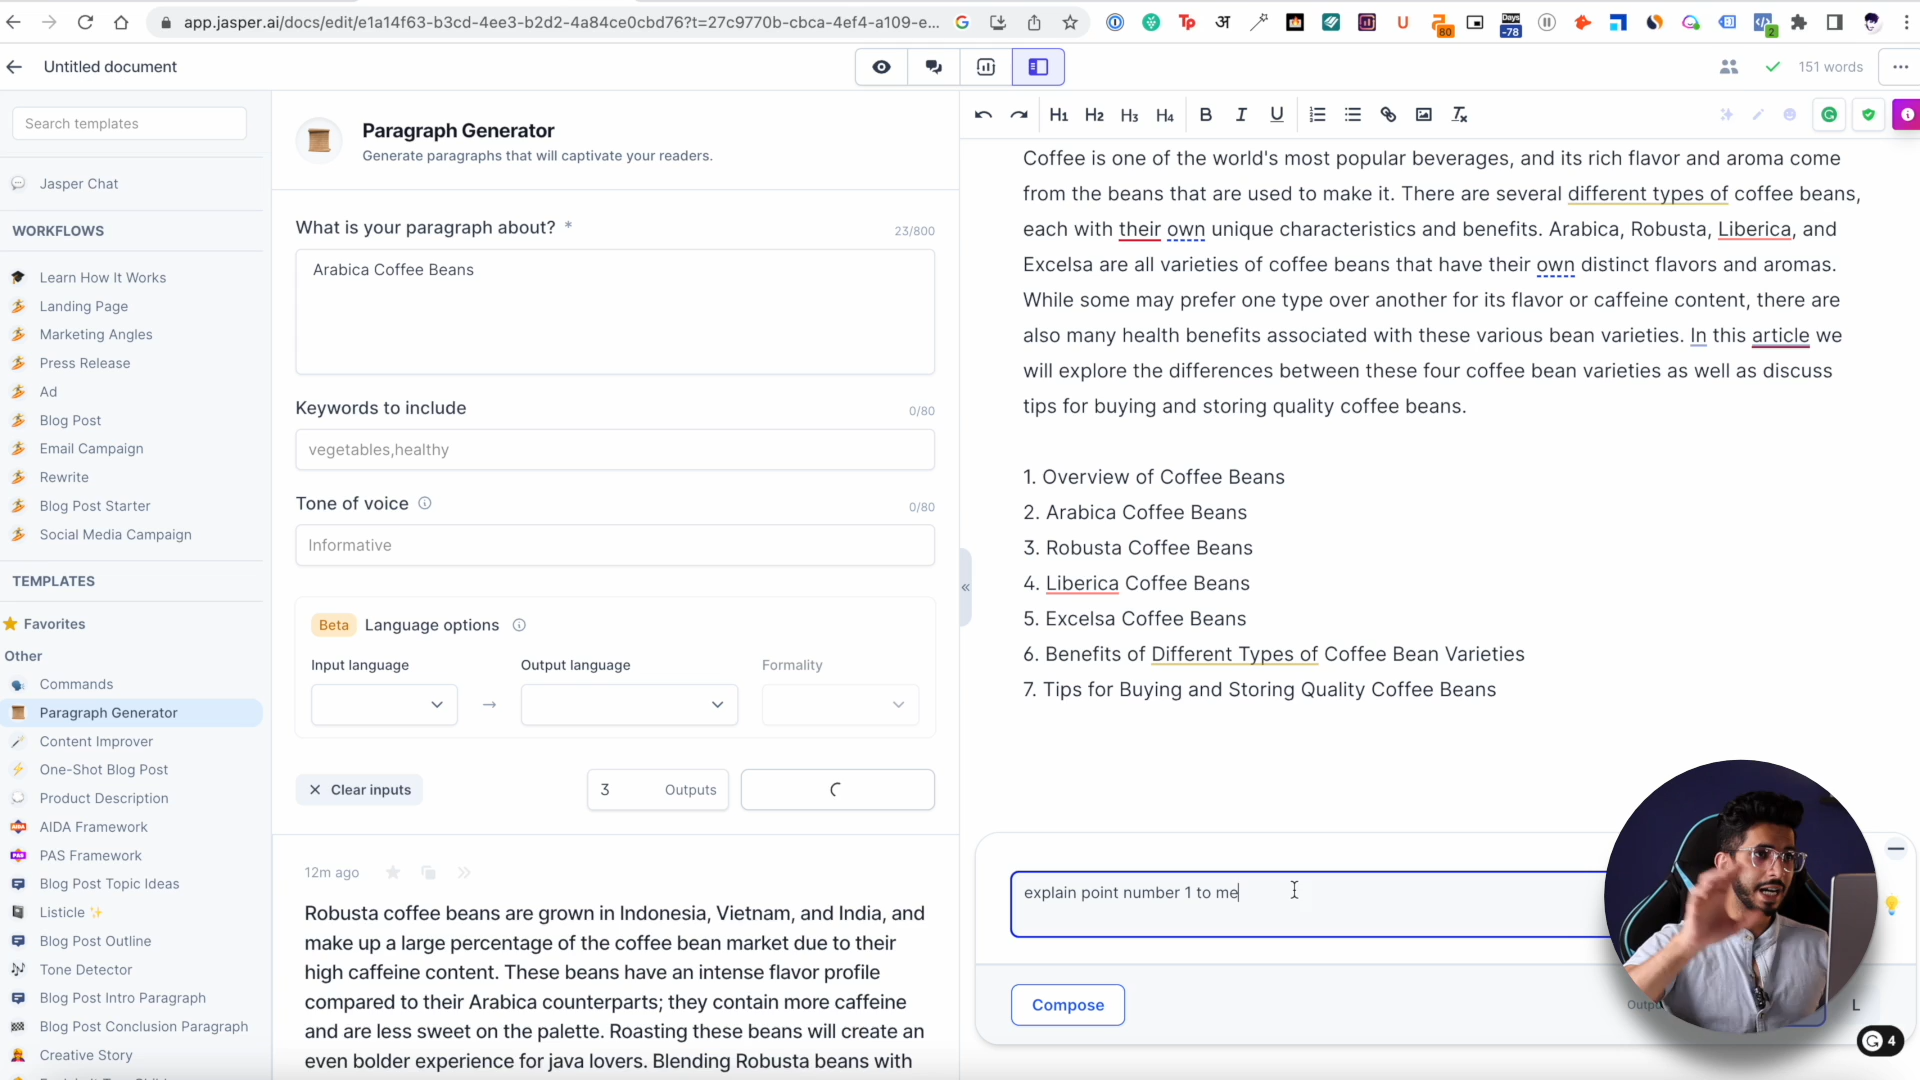 app.jasper.ai/docs/edit/e1a14f63-b3cd-4ee3-b2d2-4a84ce0cbd76?t=27c9770b-cbca-4ef4-a109-e...
Tp
अ
U
80
Days
-78
2
Untitled document
151 words
Search templates
Jasper Chat
WORKFLOWS
Learn How It Works
Landing Page
Marketing Angles
Press Release
Ad
Blog Post
Email Campaign
Rewrite
Blog Post Starter
Social Media Campaign
TEMPLATES
Favorites
Other
Commands
Paragraph Generator
Content Improver
One-Shot Blog Post
Product Description
AIDA Framework
PAS Framework
Blog Post Topic Ideas
Listicle ✨
Blog Post Outline
Tone Detector
Blog Post Intro Paragraph
Blog Post Conclusion Paragraph
Creative Story
Paragraph Generator
Generate paragraphs that will captivate your readers.
What is your paragraph about? *
23/800
Arabica Coffee Beans
Keywords to include
0/80
vegetables,healthy
Tone of voice
0/80
Informative
Beta Language options
Input language
Output language
Formality
Clear inputs
3 Outputs
12m ago
Robusta coffee beans are grown in Indonesia, Vietnam, and India, and
make up a large percentage of the coffee bean market due to their
high caffeine content. These beans have an intense flavor profile
compared to their Arabica counterparts; they contain more caffeine
and are less sweet on the palette. Roasting these beans will create an
even bolder experience for java lovers. Blending Robusta beans with
H1 H2 H3 H4 B I U
Coffee is one of the world's most popular beverages, and its rich flavor and aroma come
from the beans that are used to make it. There are several different types of coffee beans,
each with their own unique characteristics and benefits. Arabica, Robusta, Liberica, and
Excelsa are all varieties of coffee beans that have their own distinct flavors and aromas.
While some may prefer one type over another for its flavor or caffeine content, there are
also many health benefits associated with these various bean varieties. In this article we
will explore the differences between these four coffee bean varieties as well as discuss
tips for buying and storing quality coffee beans.
1. Overview of Coffee Beans
2. Arabica Coffee Beans
3. Robusta Coffee Beans
4. Liberica Coffee Beans
5. Excelsa Coffee Beans
6. Benefits of Different Types of Coffee Bean Varieties
7. Tips for Buying and Storing Quality Coffee Beans
explain point number 1 to me
Compose
L
4